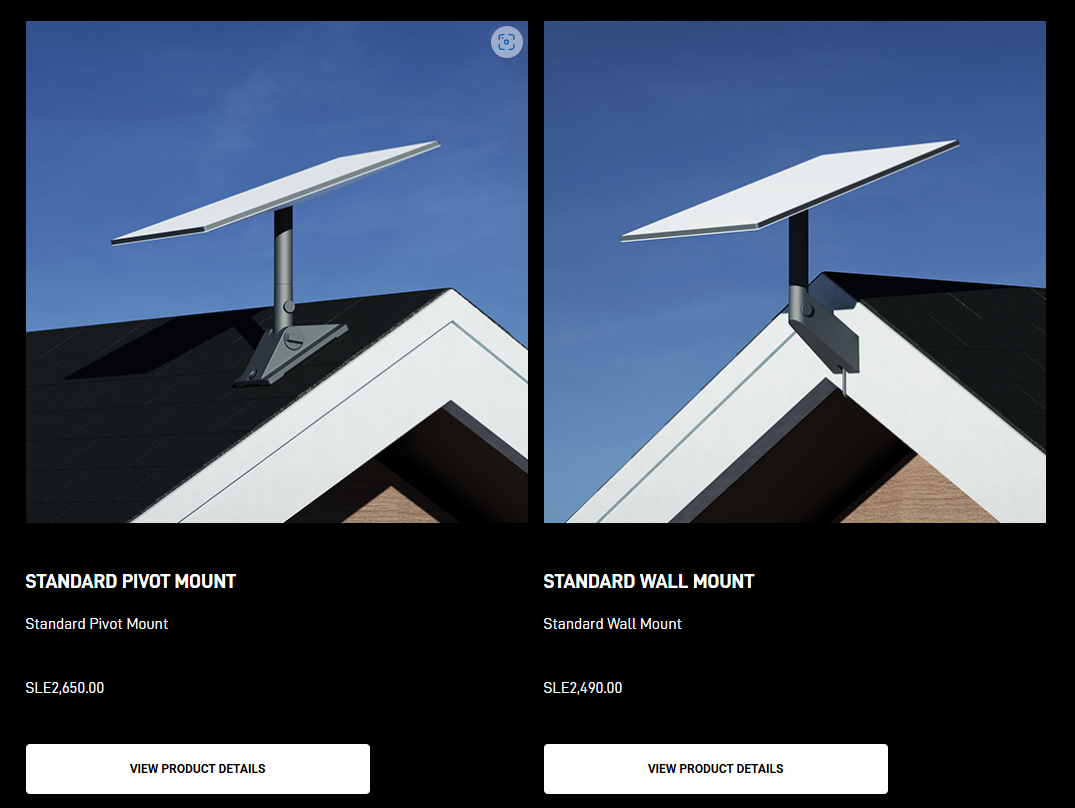 STANDARD PIVOT MOUNT
Standard Pivot Mount
SLE2,650.00
VIEW PRODUCT DETAILS
STANDARD WALL MOUNT
Standard Wall Mount
SLE2,490.00
VIEW PRODUCT DETAILS